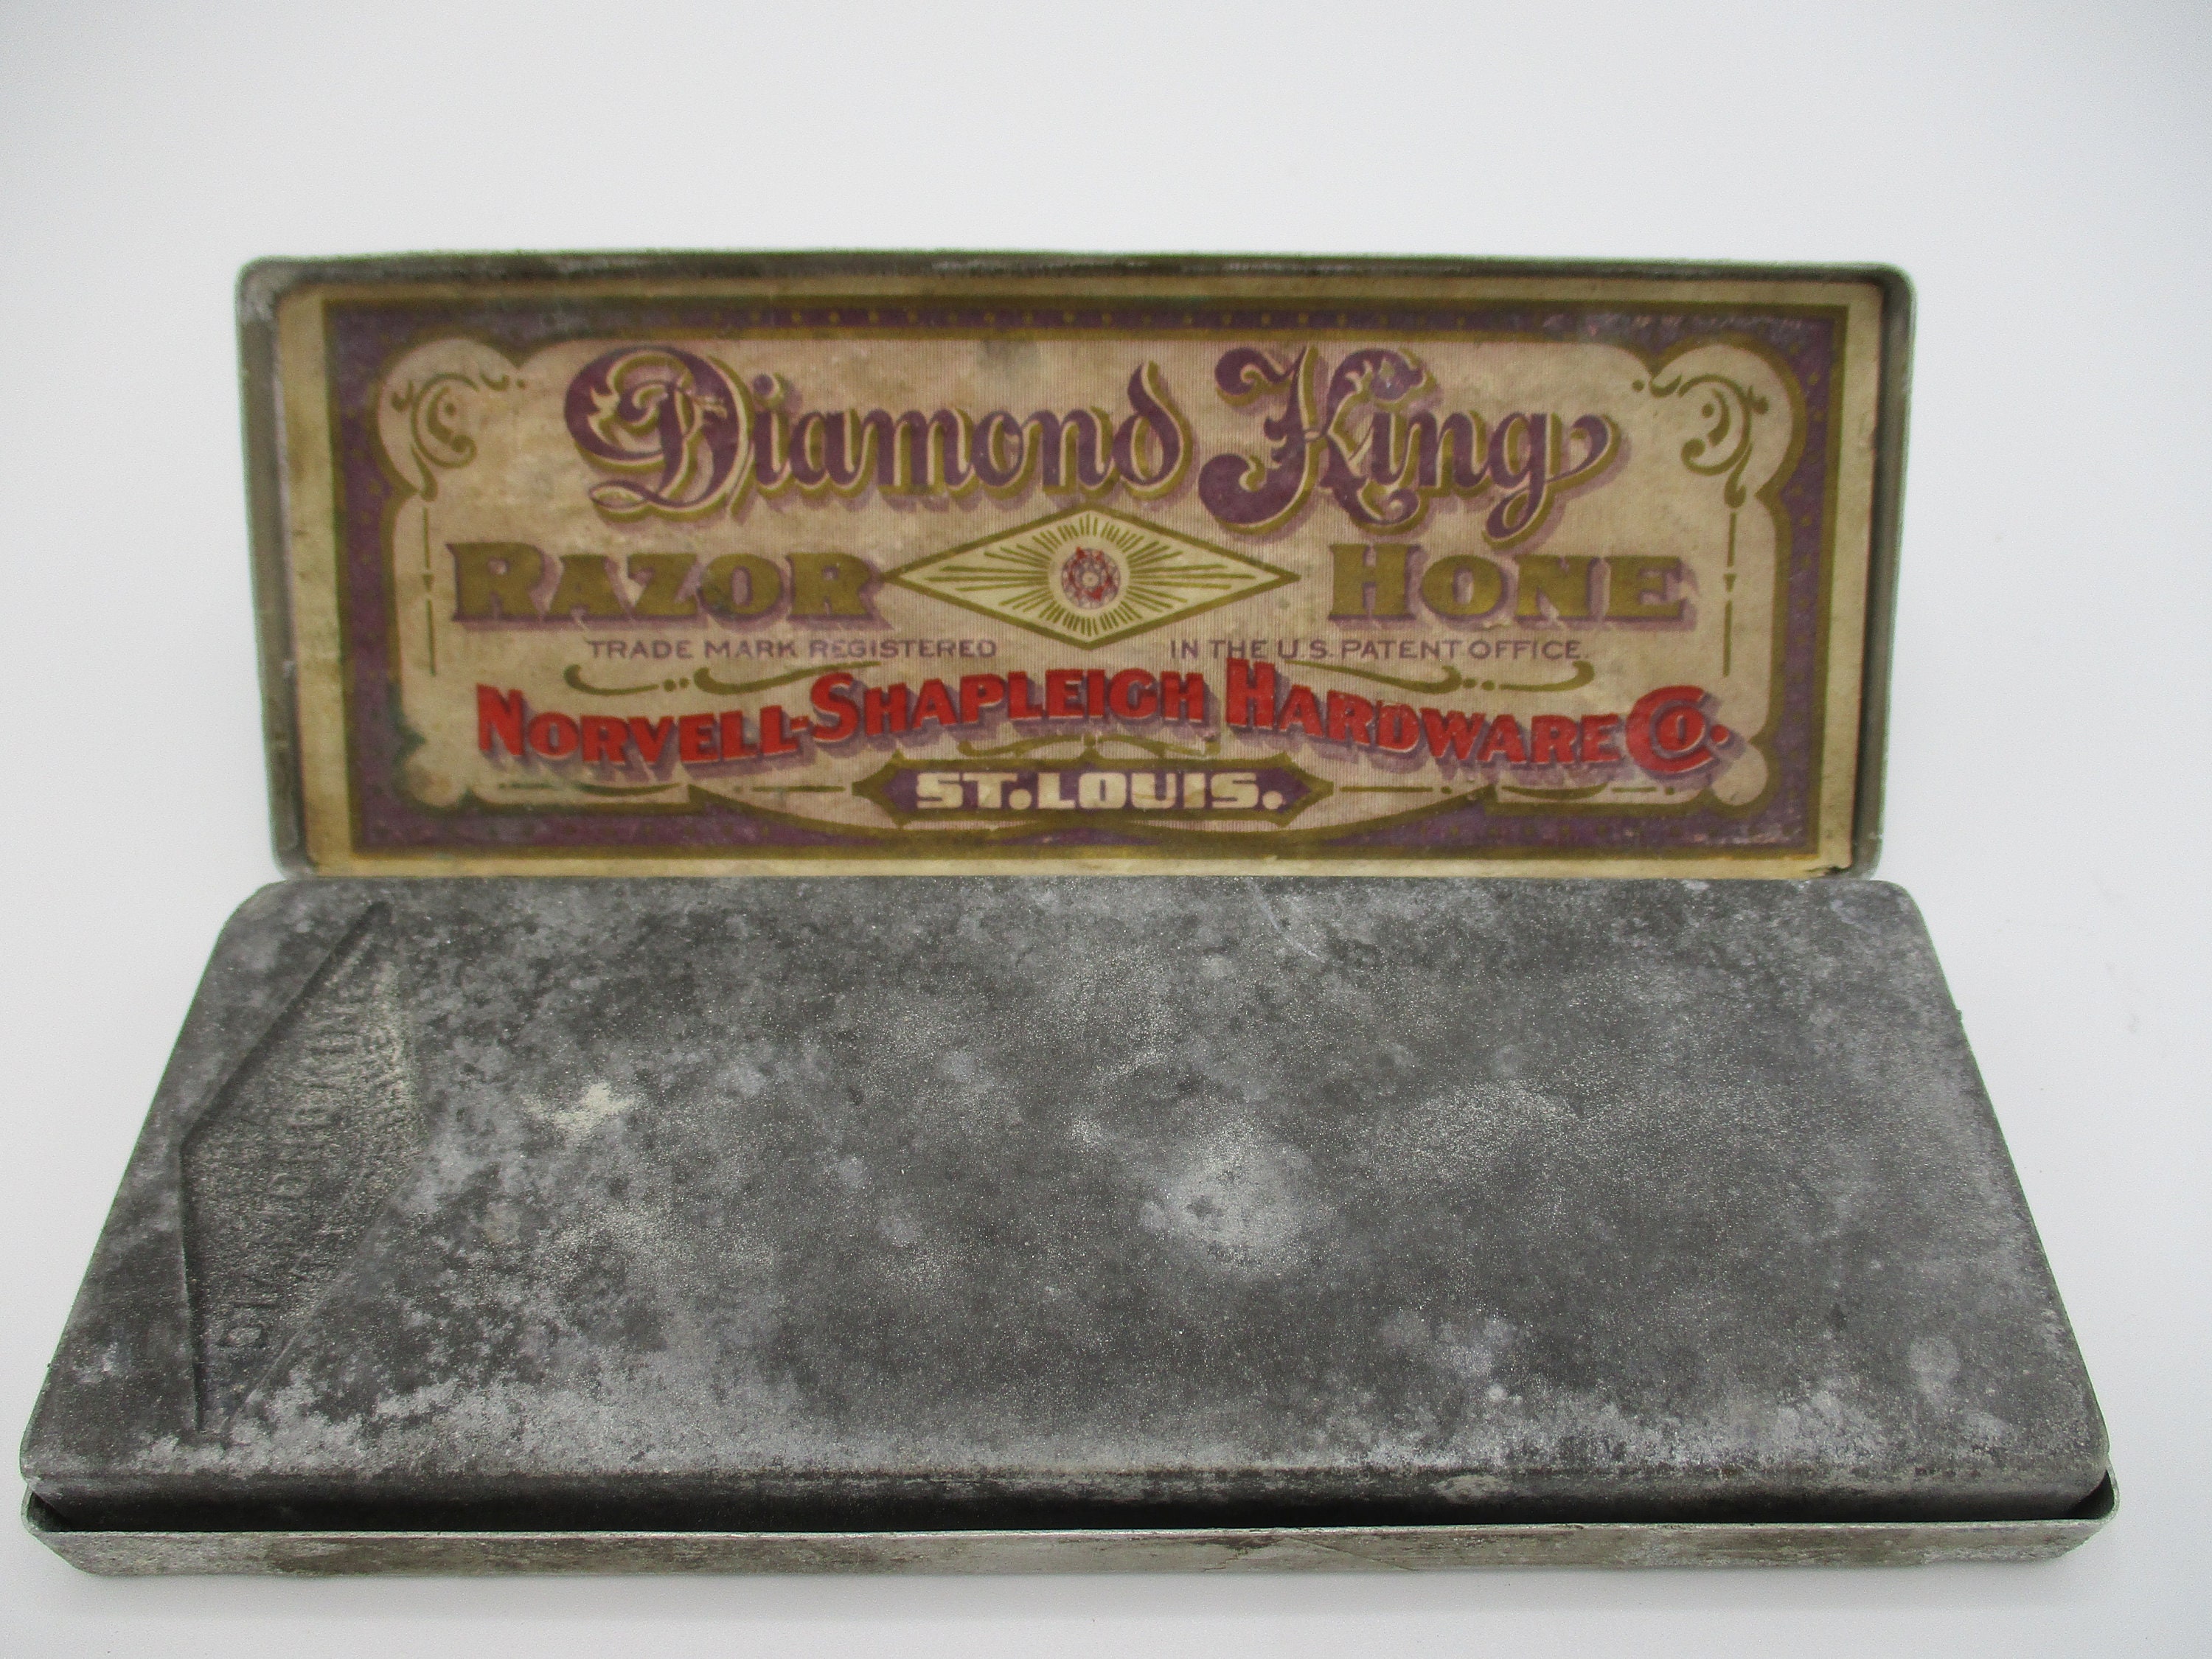 Diamond King
RAZOR HONE
TRADE MARK REGISTERED IN THE U.S. PATENT OFFICE.
NORVELL-SHAPLEIGH HARDWARE CO.
ST. LOUIS.